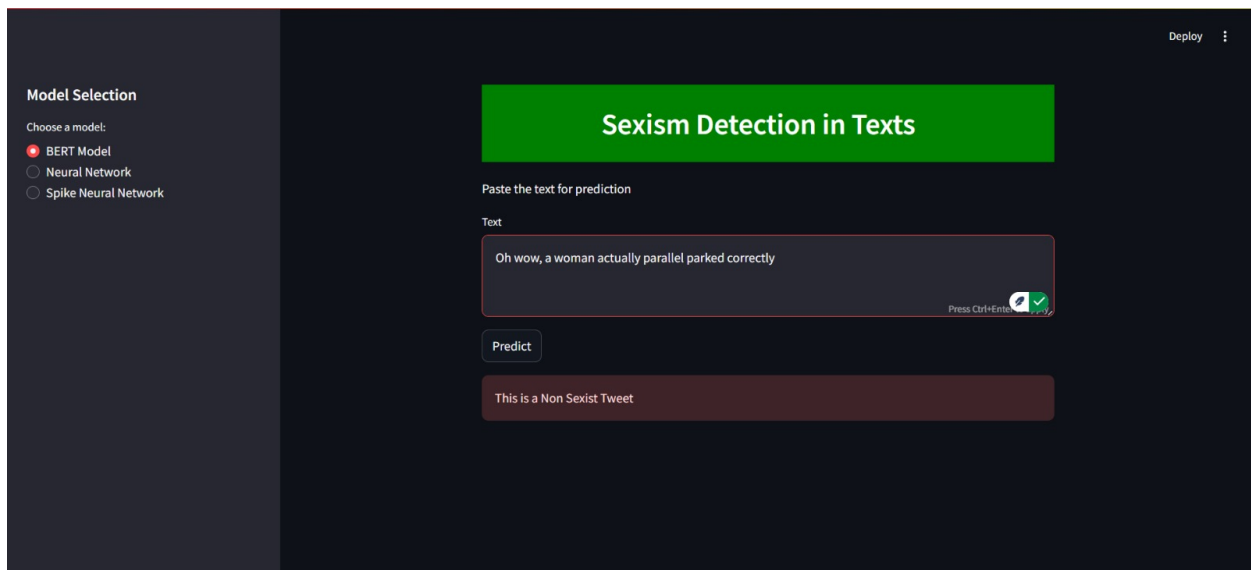 Deploy
Model Selection
Choose a model:
BERT Model
Neural Network
Spike Neural Network
Sexism Detection in Texts
Paste the text for prediction
Text
Oh wow, a woman actually parallel parked correctly
Press Ctrl+Enter
Predict
This is a Non Sexist Tweet